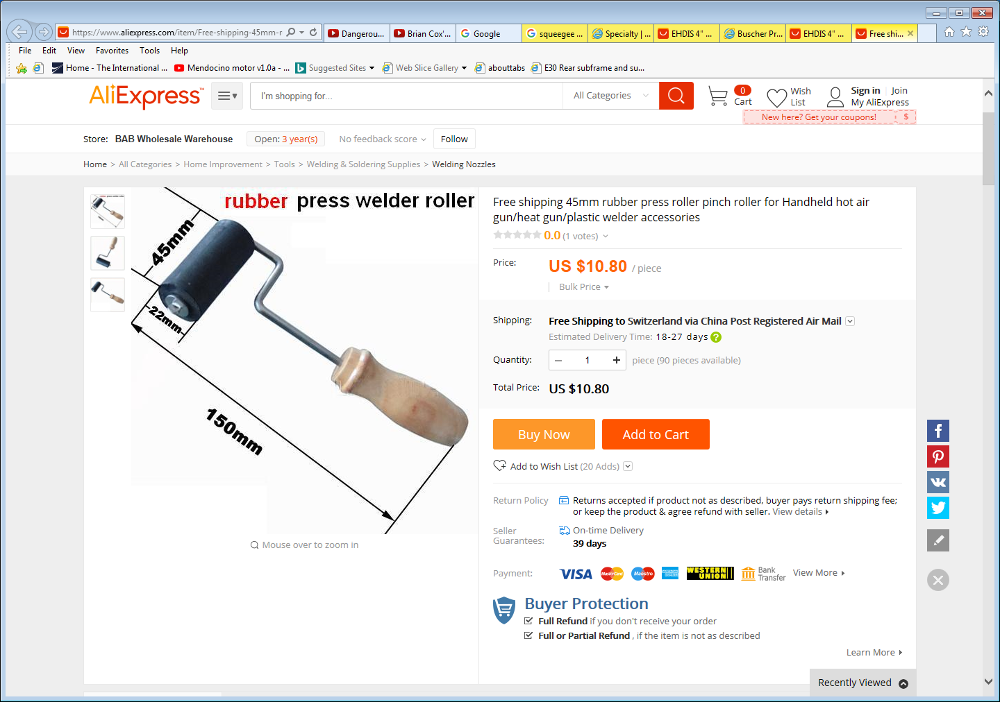 https://www.aliexpress.com/item/Free-shipping-45mm-r
Dangerou...
Brian Cox'...
Google
squeegee ...
Specialty | ...
EHDIS 4" ...
Buscher Pr...
EHDIS 4" ...
Free shi...
File Edit View Favorites Tools Help
Home - The International ...
Mendocino motor v1.0a - ...
Suggested Sites
Web Slice Gallery
abouttabs
E30 Rear subframe and su...
AliExpress™
I'm shopping for...
All Categories
0
Cart
Wish
List
Sign in | Join
My AliExpress
New here? Get your coupons! $
Store: BAB Wholesale Warehouse Open: 3 year(s) No feedback score Follow
Home > All Categories > Home Improvement > Tools > Welding & Soldering Supplies > Welding Nozzles
rubber press welder roller
45mm
22mm
150mm
Mouse over to zoom in
Free shipping 45mm rubber press roller pinch roller for Handheld hot air
gun/heat gun/plastic welder accessories
0.0 (1 votes)
Price: US $10.80 / piece
Bulk Price
Shipping: Free Shipping to Switzerland via China Post Registered Air Mail
Estimated Delivery Time: 18-27 days ?
Quantity: − 1 + piece (90 pieces available)
Total Price: US $10.80
Buy Now
Add to Cart
Add to Wish List (20 Adds)
Return Policy Returns accepted if product not as described, buyer pays return shipping fee;
or keep the product & agree refund with seller. View details
Seller
Guarantees:
On-time Delivery
39 days
Payment: VISA MasterCard Maestro WESTERN UNION Bank Transfer View More
Buyer Protection
Full Refund if you don't receive your order
Full or Partial Refund , if the item is not as described
Learn More
Recently Viewed